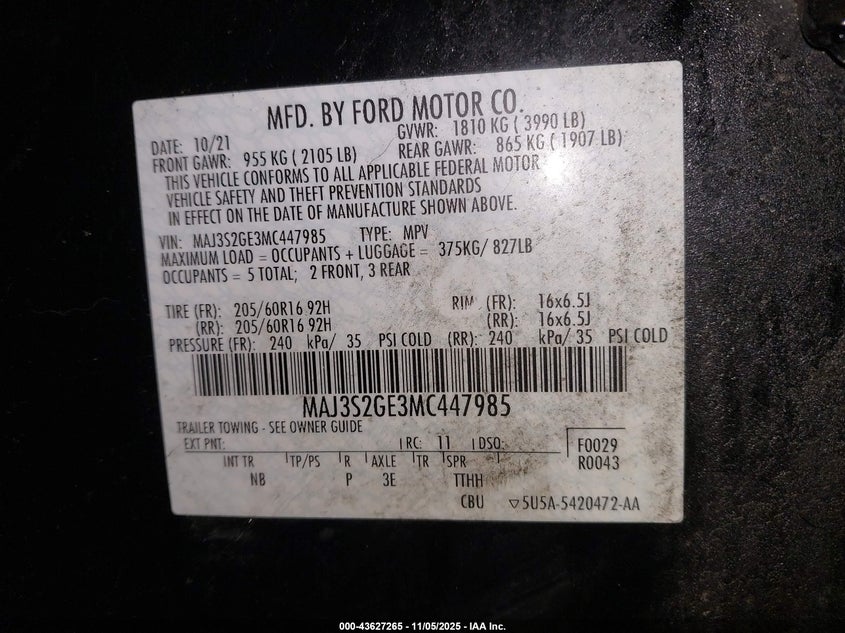 MFD. BY FORD MOTOR CO.
DATE: 10/21 GVWR: 1810 KG ( 3990 LB)
FRONT GAWR: 955 KG ( 2105 LB) REAR GAWR: 865 KG ( 1907 LB)
THIS VEHICLE CONFORMS TO ALL APPLICABLE FEDERAL MOTOR
VEHICLE SAFETY AND THEFT PREVENTION STANDARDS
IN EFFECT ON THE DATE OF MANUFACTURE SHOWN ABOVE.
VIN: MAJ3S2GE3MC447985 TYPE: MPV
MAXIMUM LOAD = OCCUPANTS + LUGGAGE = 375KG/ 827LB
OCCUPANTS = 5 TOTAL; 2 FRONT, 3 REAR
TIRE (FR): 205/60R16 92H RIM (FR): 16x6.5J
(RR): 205/60R16 92H (RR): 16x6.5J
PRESSURE (FR): 240 kPa/ 35 PSI COLD (RR): 240 kPa/ 35 PSI COLD
MAJ3S2GE3MC447985
TRAILER TOWING - SEE OWNER GUIDE
EXT PNT: RC: 11 DSO: F0029
R0043
INT TR TP/PS R AXLE TR SPR
NB P 3E TTHH
CBU 5U5A-5420472-AA
000-43627265 - 11/05/2025 - IAA Inc.